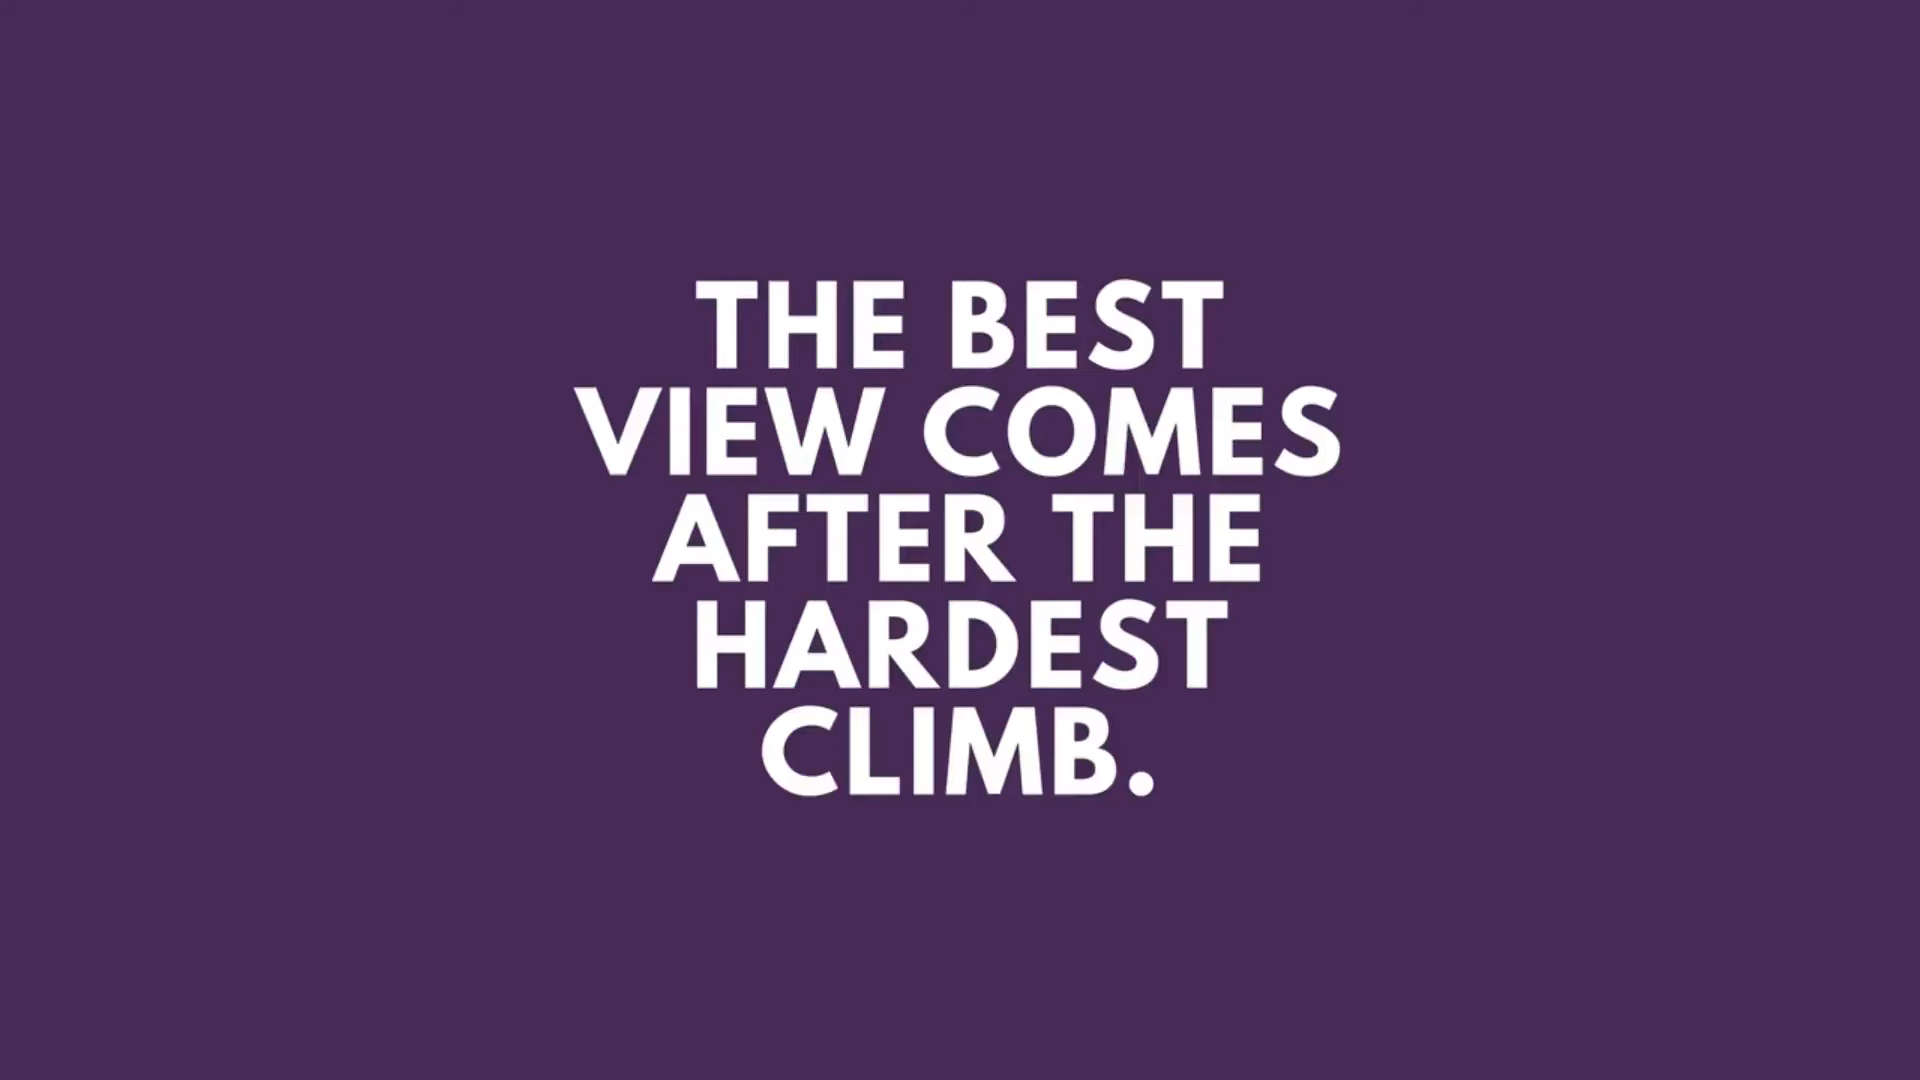 THE BEST
VIEW COMES
AFTER THE
HARDEST
CLIMB.